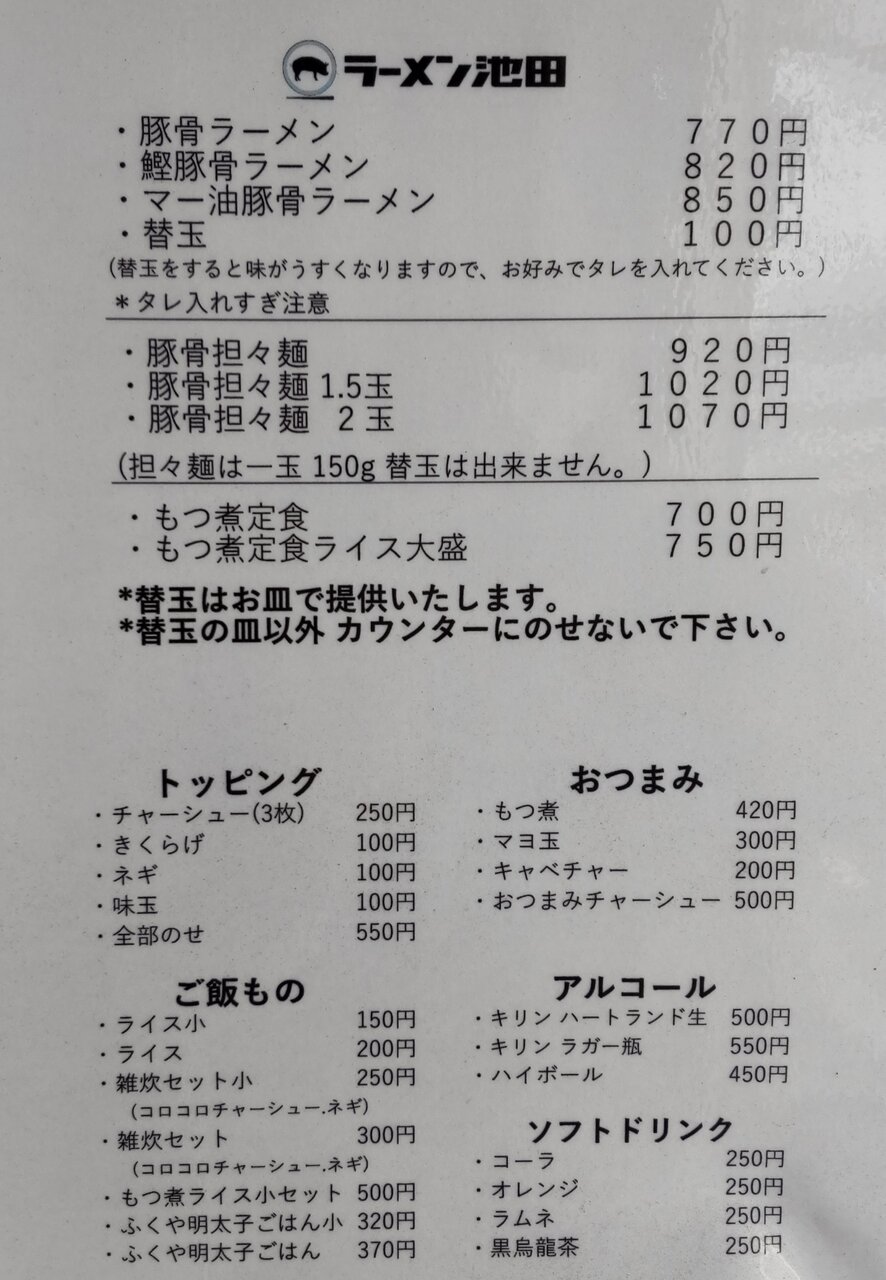 ラーメン池田
・豚骨ラーメン 770円
・鰹豚骨ラーメン 820円
・マー油豚骨ラーメン 850円
・替玉 100円
(替玉をすると味がうすくなりますので、お好みでタレを入れてください。)
＊タレ入れすぎ注意
・豚骨担々麺 920円
・豚骨担々麺 1.5玉 1020円
・豚骨担々麺 2玉 1070円
(担々麺は一玉 150g 替玉は出来ません。)
・もつ煮定食 700円
・もつ煮定食ライス大盛 750円
*替玉はお皿で提供いたします。
*替玉の皿以外 カウンターにのせないで下さい。
トッピング
・チャーシュー(3枚) 250円
・きくらげ 100円
・ネギ 100円
・味玉 100円
・全部のせ 550円
ご飯もの
・ライス小 150円
・ライス 200円
・雑炊セット小 250円
(コロコロチャーシュー.ネギ)
・雑炊セット 300円
(コロコロチャーシュー.ネギ)
・もつ煮ライス小セット 500円
・ふくや明太子ごはん小 320円
・ふくや明太子ごはん 370円
おつまみ
・もつ煮 420円
・マヨ玉 300円
・キャベチャー 200円
・おつまみチャーシュー 500円
アルコール
・キリン ハートランド生 500円
・キリン ラガー瓶 550円
・ハイボール 450円
ソフトドリンク
・コーラ 250円
・オレンジ 250円
・ラムネ 250円
・黒烏龍茶 250円